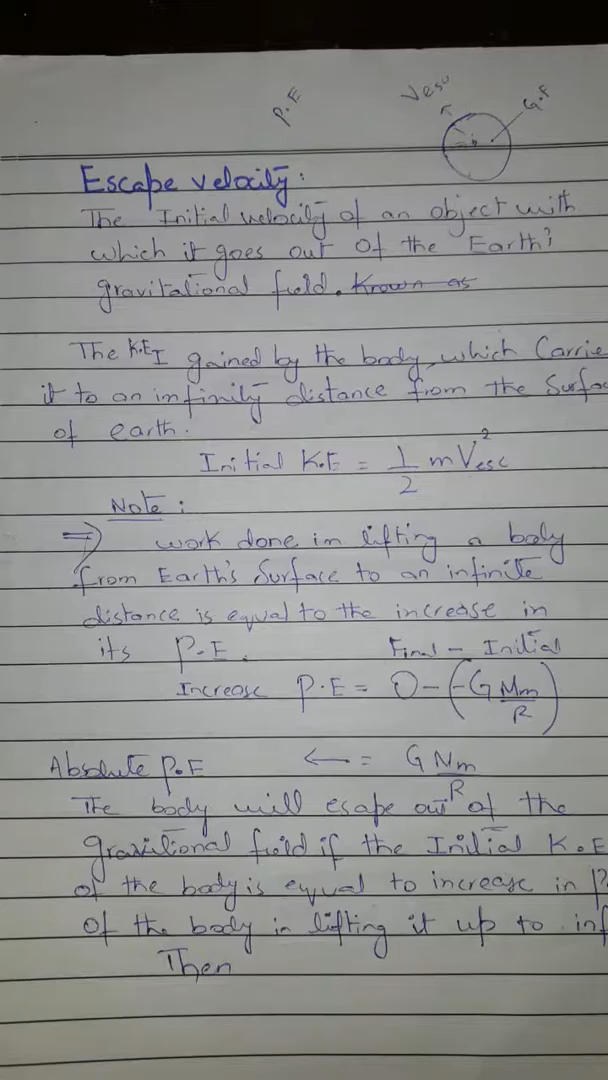 P.E
Vesc
G.F
Escape velocity:
The Initial velocity of an object with
which it goes out of the Earth's
gravitational field. Known as
The K.E I gained by the body, which Carrie
it to an infinity distance from the Surfac
of earth.
Initial K.E = 1/2 mVesc²
Note:
⇒ work done in lifting a body
from Earth's Surface to an infinite
distance is equal to the increase in
its P.E. Final - Initial
Increase P.E = 0 - (-G Mm/R)
Absolute P.E ← = G Mm/R
The body will esape out of the
gravitional field if the Initial K.E
of the body is equal to increase in P.
of the body in lifting it up to inf
Then